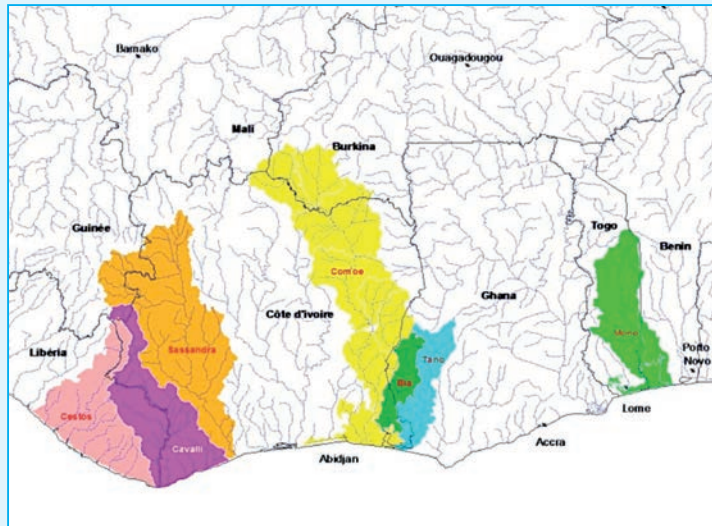 Bamako
Ouagadougou
Mali
Burkina
Guinée
Togo
Benin
Comoe
Ghana
Côte d'ivoire
Libéria
Sassandra
Tano
Bia
Mono
Porto
Novo
Cestos
Cavalli
Lome
Accra
Abidjan